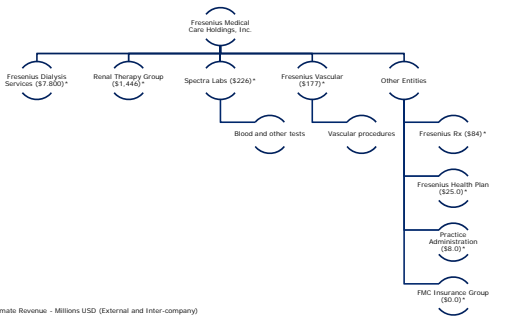 Fresenius Medical
Care Holdings, Inc.
Fresenius Dialysis
Services ($7.800)*
Renal Therapy Group
($1,446)*
Spectra Labs ($226)*
Fresenius Vascular
($177)*
Other Entities
Blood and other tests
Vascular procedures
Fresenius Rx ($84)*
Fresenius Health Plan
($25.0)*
Practice
Administration
($8.0)*
FMC Insurance Group
($0.0)*
mate Revenue - Millions USD (External and Inter-company)